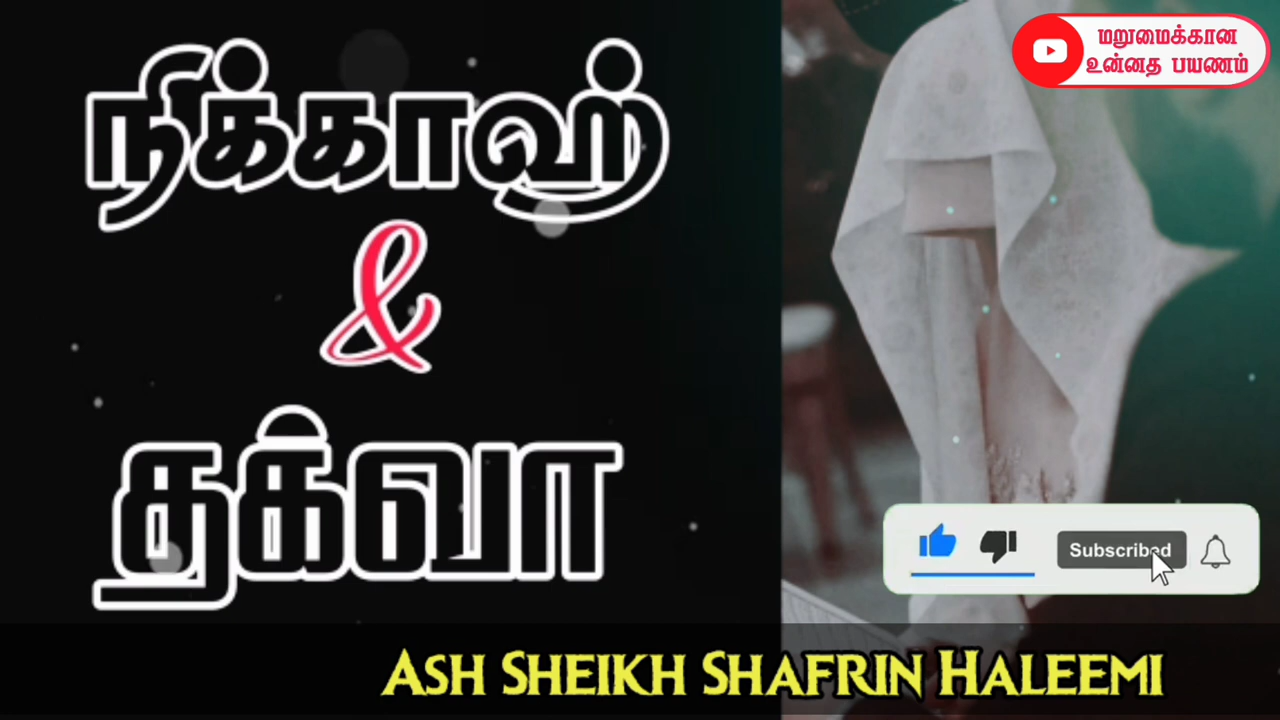 நிக்காஹ்
&
தக்வா
மறுமைக்கான
உன்னத பயணம்
Subscribed
ASH SHEIKH SHAFRIN HALEEMI